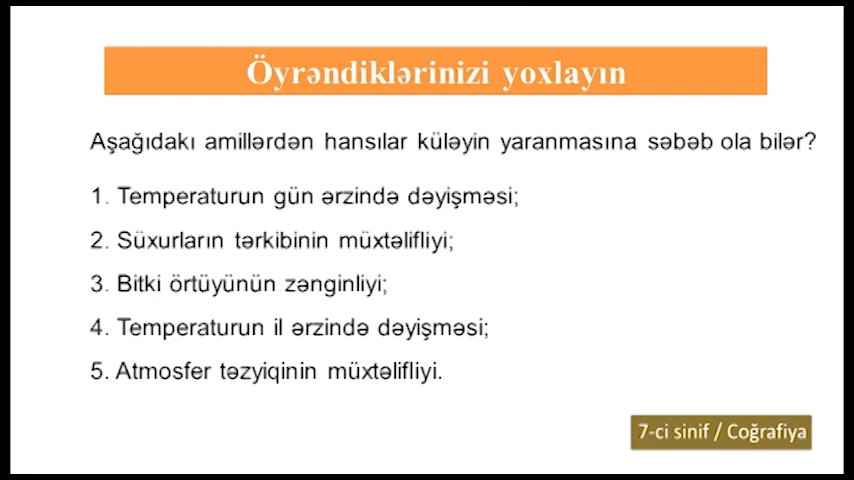 Öyrəndiklərinizi yoxlayın
Aşağıdakı amillərdən hansılar küləyin yaranmasına səbəb ola bilər?
1. Temperaturun gün ərzində dəyişməsi;
2. Süxurların tərkibinin müxtəlifliyi;
3. Bitki örtüyünün zənginliyi;
4. Temperaturun il ərzində dəyişməsi;
5. Atmosfer təzyiqinin müxtəlifliyi.
7-ci sinif / Coğrafiya